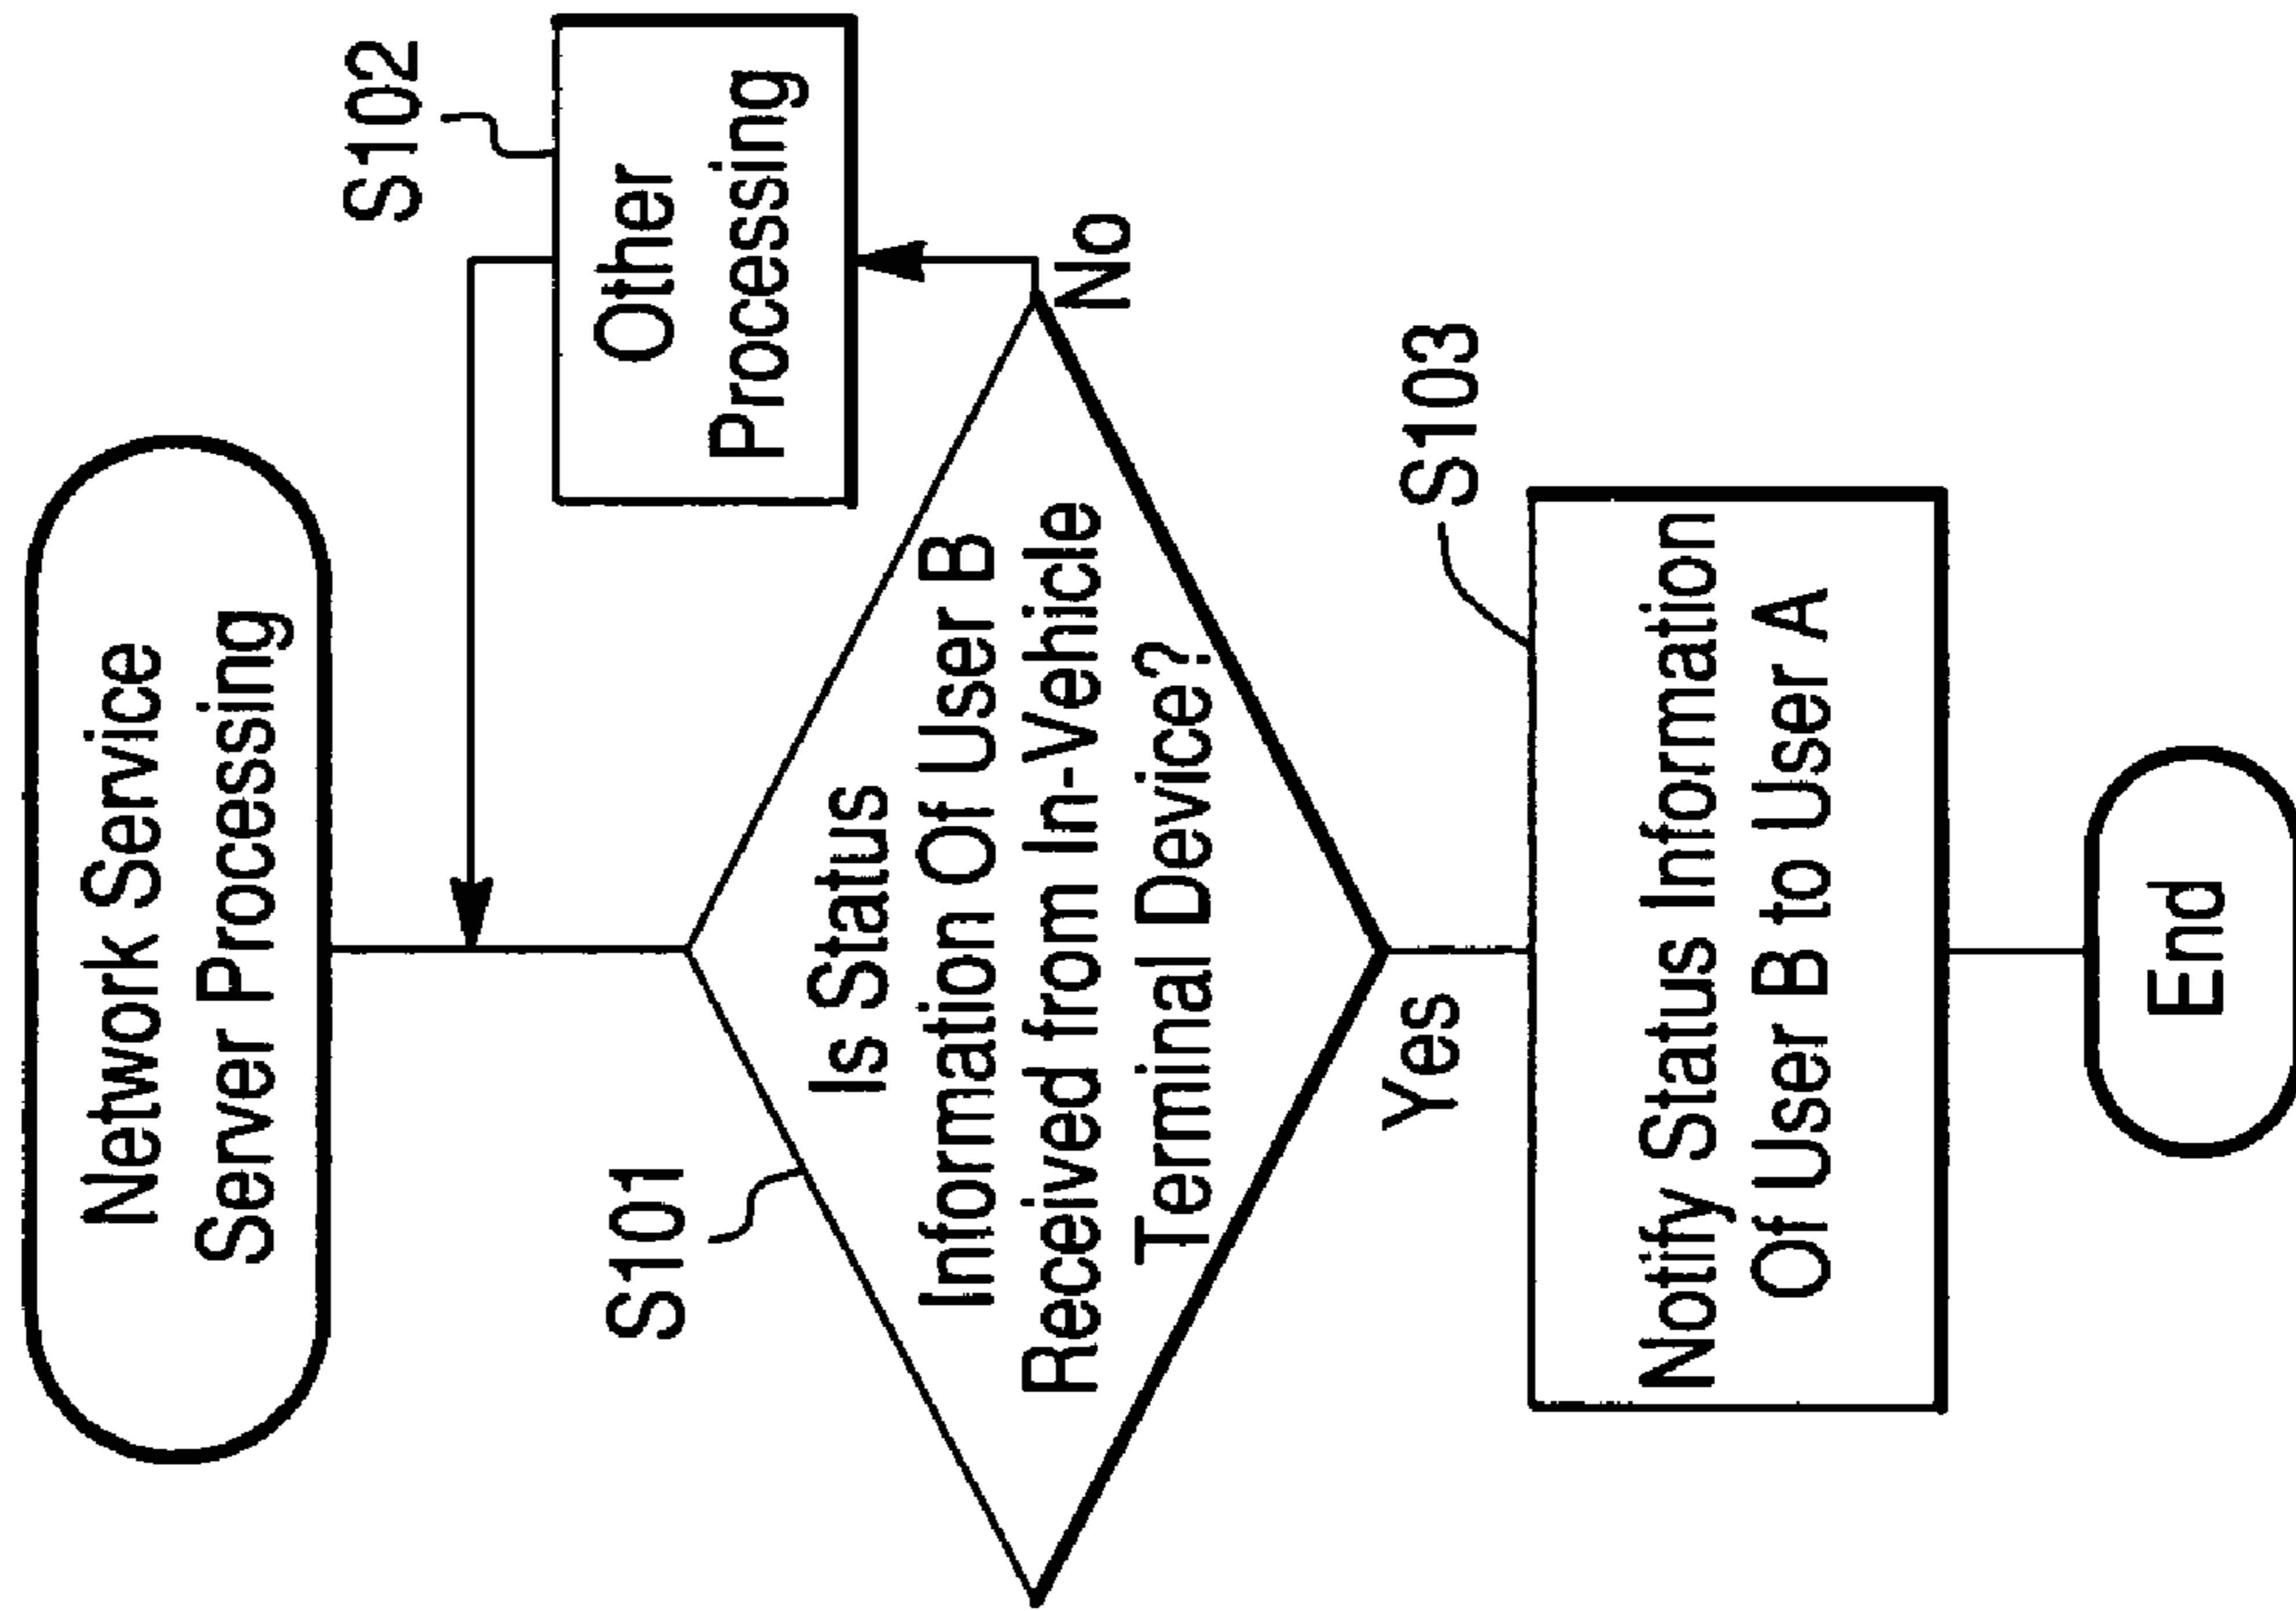 Network Service
Server Processing
S102
Other
Processing
S101
Is Status
Information Of User B
Received from In-Vehicle
Terminal Device?
No
Yes
S103
Notify Status Information
Of User B to User A
End